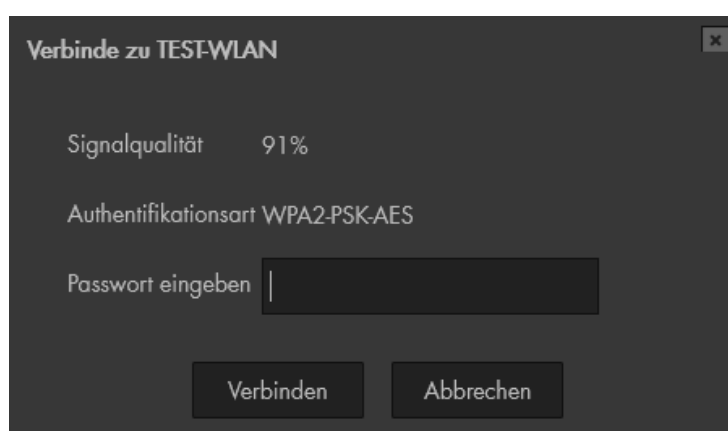 Verbinde zu TEST-WLAN
Signalqualität 91%
Authentifikationsart WPA2-PSK-AES
Passwort eingeben
Verbinden Abbrechen